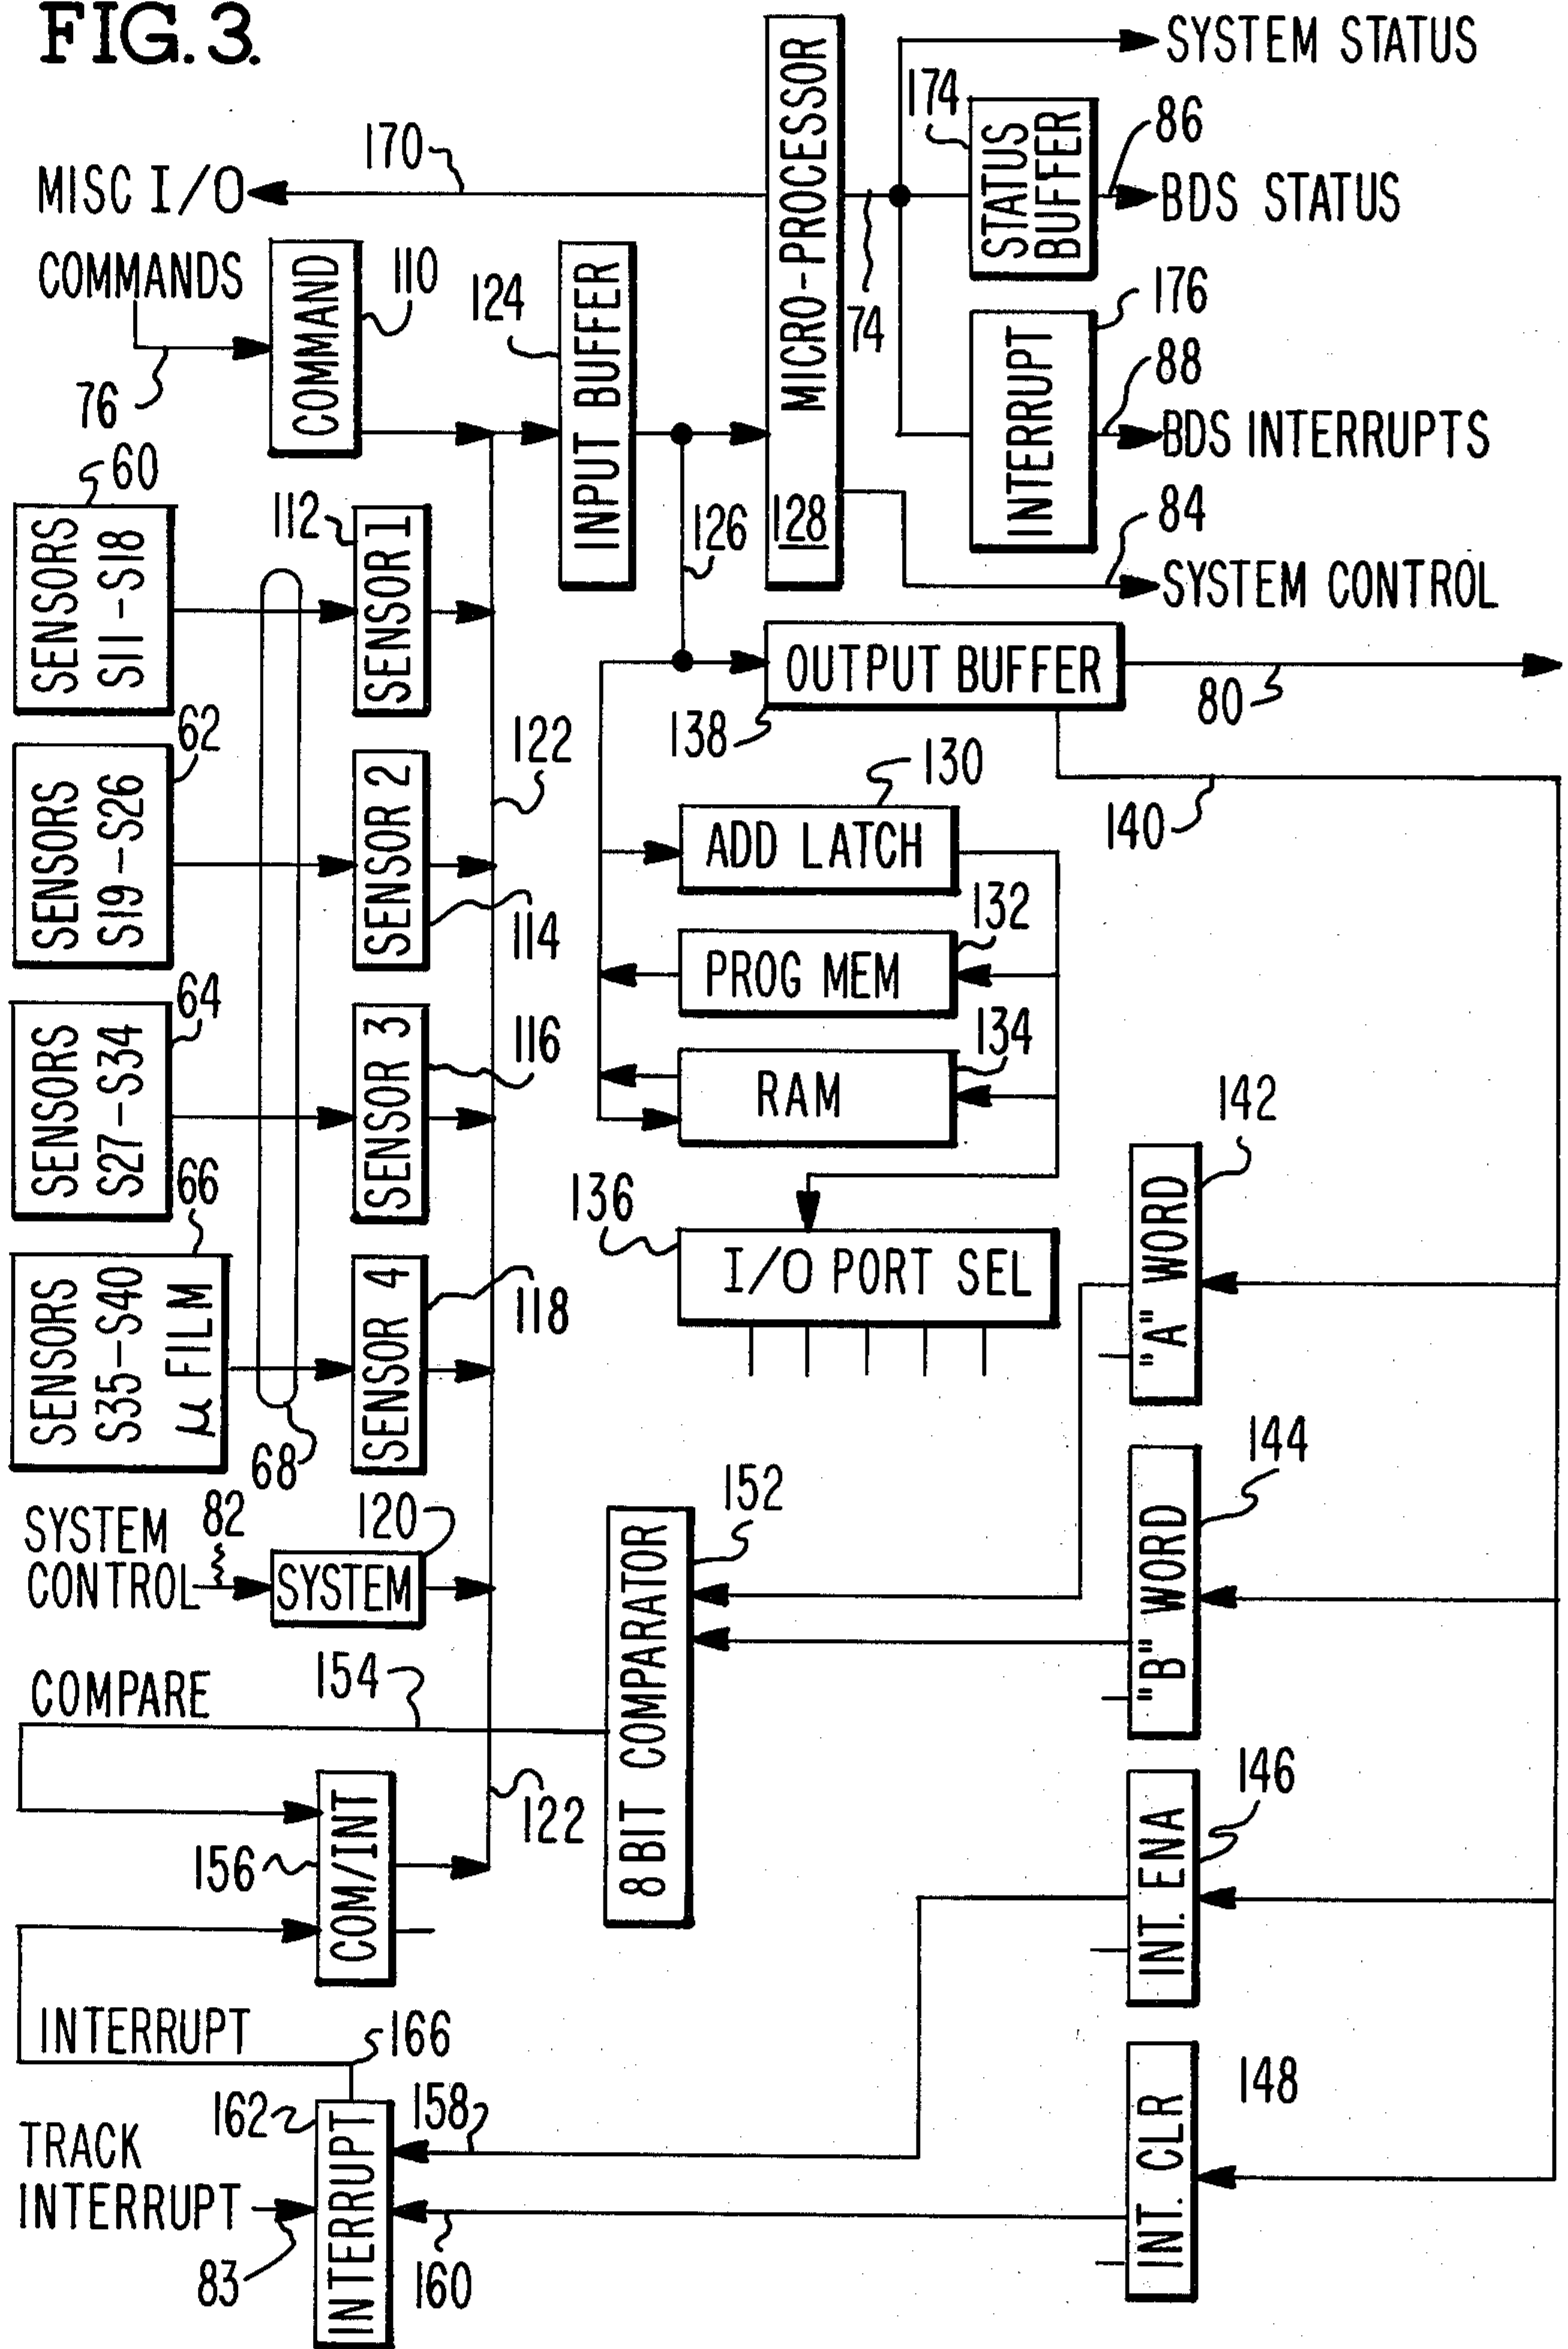 FIG. 3.
SYSTEM STATUS
174
86
170
MISC I/O
MICRO-PROCESSOR
128
STATUS
BUFFER
BDS STATUS
COMMANDS
COMMAND
110
124
INPUT BUFFER
74
176
76
INTERRUPT
88
BDS INTERRUPTS
60
112
126
84
SENSORS
S11-S18
SENSOR 1
SYSTEM CONTROL
OUTPUT BUFFER
80
138
62
122
130
140
SENSORS
S19-S26
SENSOR 2
ADD LATCH
114
132
PROG MEM
64
116
134
SENSORS
S27-S34
SENSOR 3
RAM
142
66
136
"A" WORD
SENSORS
S35-S40
μ FILM
SENSOR 4
118
I/O PORT SEL
68
144
SYSTEM
CONTROL
82
120
152
SYSTEM
"B" WORD
8 BIT COMPARATOR
COMPARE
154
146
122
156
COM/INT
INT. ENA
INTERRUPT
166
148
162
158
TRACK
INTERRUPT
INTERRUPT
INT. CLR
83
160